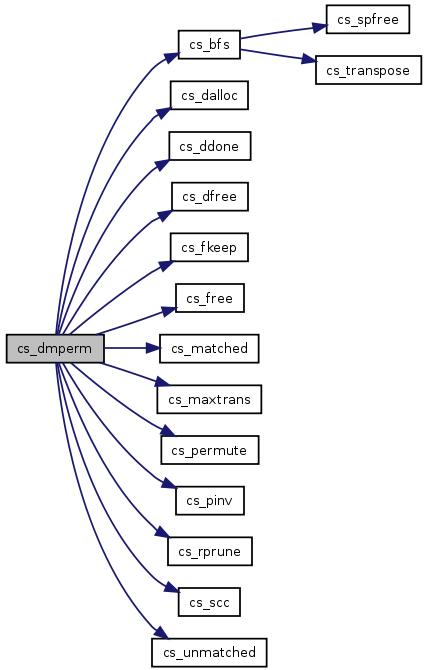 cs_dmperm
cs_bfs
cs_spfree
cs_transpose
cs_dalloc
cs_ddone
cs_dfree
cs_fkeep
cs_free
cs_matched
cs_maxtrans
cs_permute
cs_pinv
cs_rprune
cs_scc
cs_unmatched